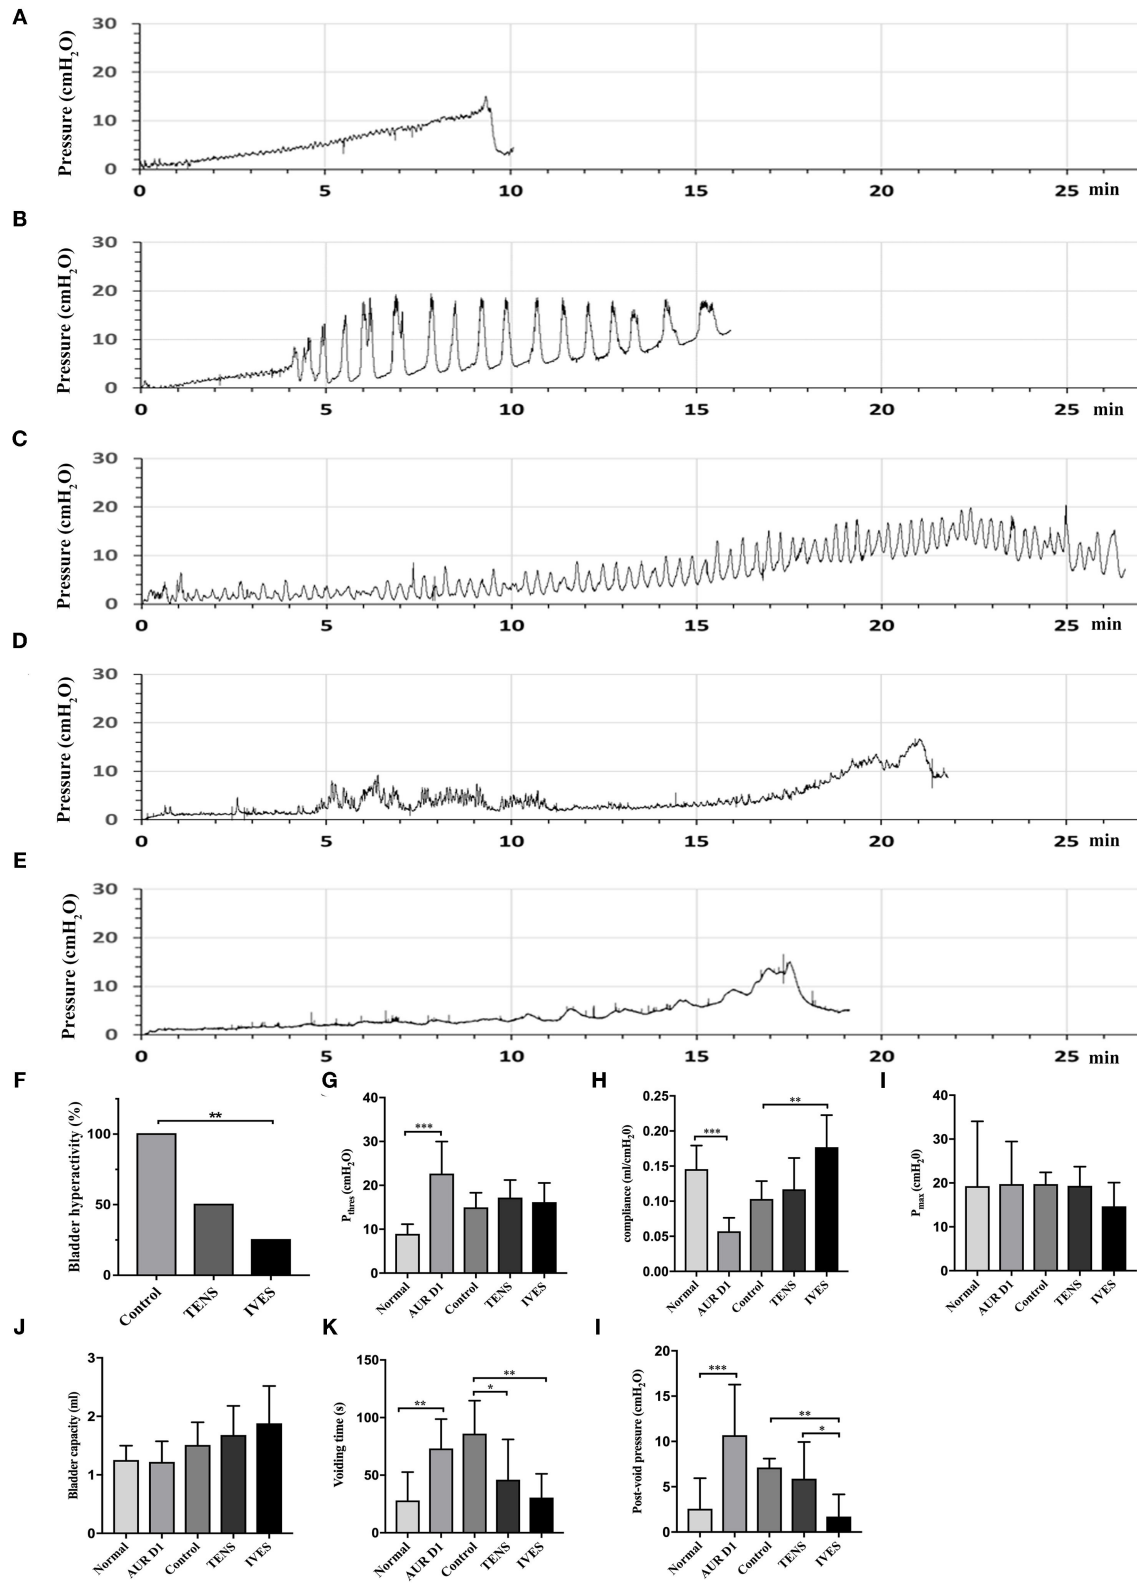 A
Pressure (cmH2O)
30
20
10
0
0 5 10 15 20 25 min
B
Pressure (cmH2O)
30
20
10
0
0 5 10 15 20 25 min
C
Pressure (cmH2O)
30
20
10
0
0 5 10 15 20 25 min
D
Pressure (cmH2O)
30
20
10
0
0 5 10 15 20 25 min
E
Pressure (cmH2O)
30
20
10
0
0 5 10 15 20 25 min
F
Bladder hyperactivity (%)
100
50
0
**
Control TENS IVES
G
Pthres (cmH2O)
40
30
20
10
0
***
Normal AUR D1 Control TENS IVES
H
compliance (ml/cmH20)
0.25
0.20
0.15
0.10
0.05
0.00
***
**
Normal AUR D1 Control TENS IVES
I
Pmax (cmH20)
40
30
20
10
0
Normal AUR D1 Control TENS IVES
J
Bladder capacity (ml)
3
2
1
0
Normal AUR D1 Control TENS IVES
K
Voiding time (s)
150
100
50
0
**
*
**
Normal AUR D1 Control TENS IVES
I
Post-void pressure (cmH2O)
20
15
10
5
0
***
**
*
Normal AUR D1 Control TENS IVES